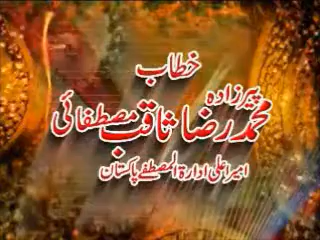 خطاب
پیرزادہ
محمد رضا ثاقب مصطفائی
امیر اعلیٰ ادارۃ المصطفےٰ پاکستان